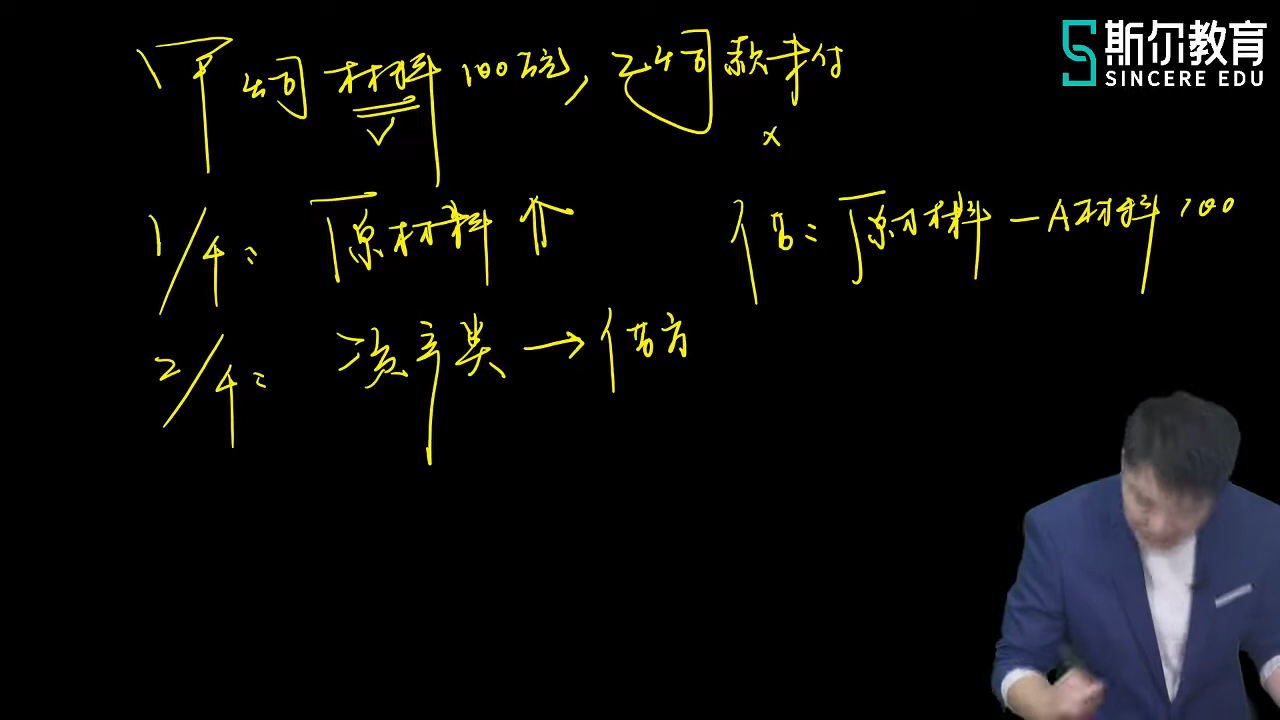 斯尔教育
SINCERE EDU
甲公司材料100万元,乙公司款未付
✓ ×
1/4: 原材料 ⇑ 借: 原材料 — A材料 100
2/4: 资产类 → 借方